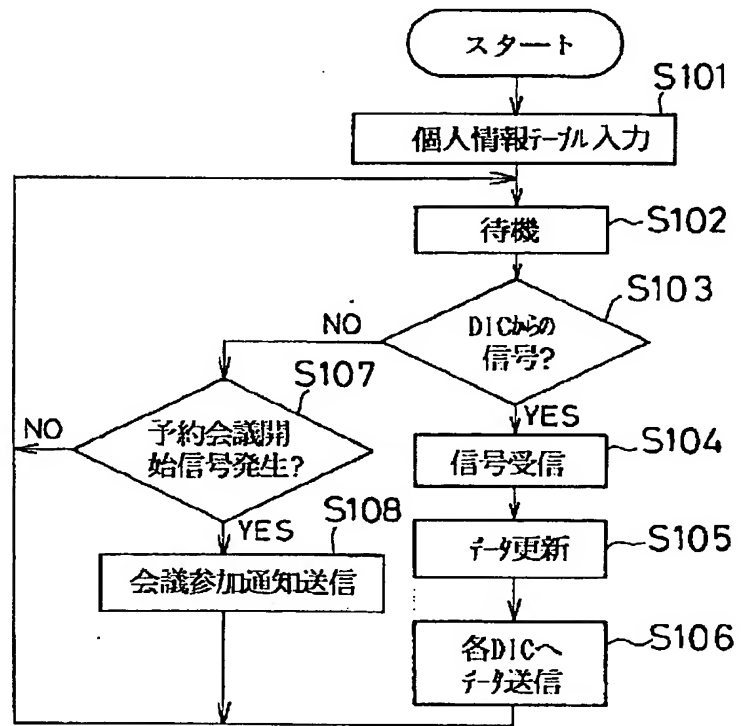 スタート
S101
個人情報テーブル入力
待機
S102
S103
DICからの
信号?
NO
YES
S107
予約会議開
始信号発生?
NO
YES
S104
信号受信
S108
会議参加通知送信
データ更新
S105
各DICへ
データ送信
S106